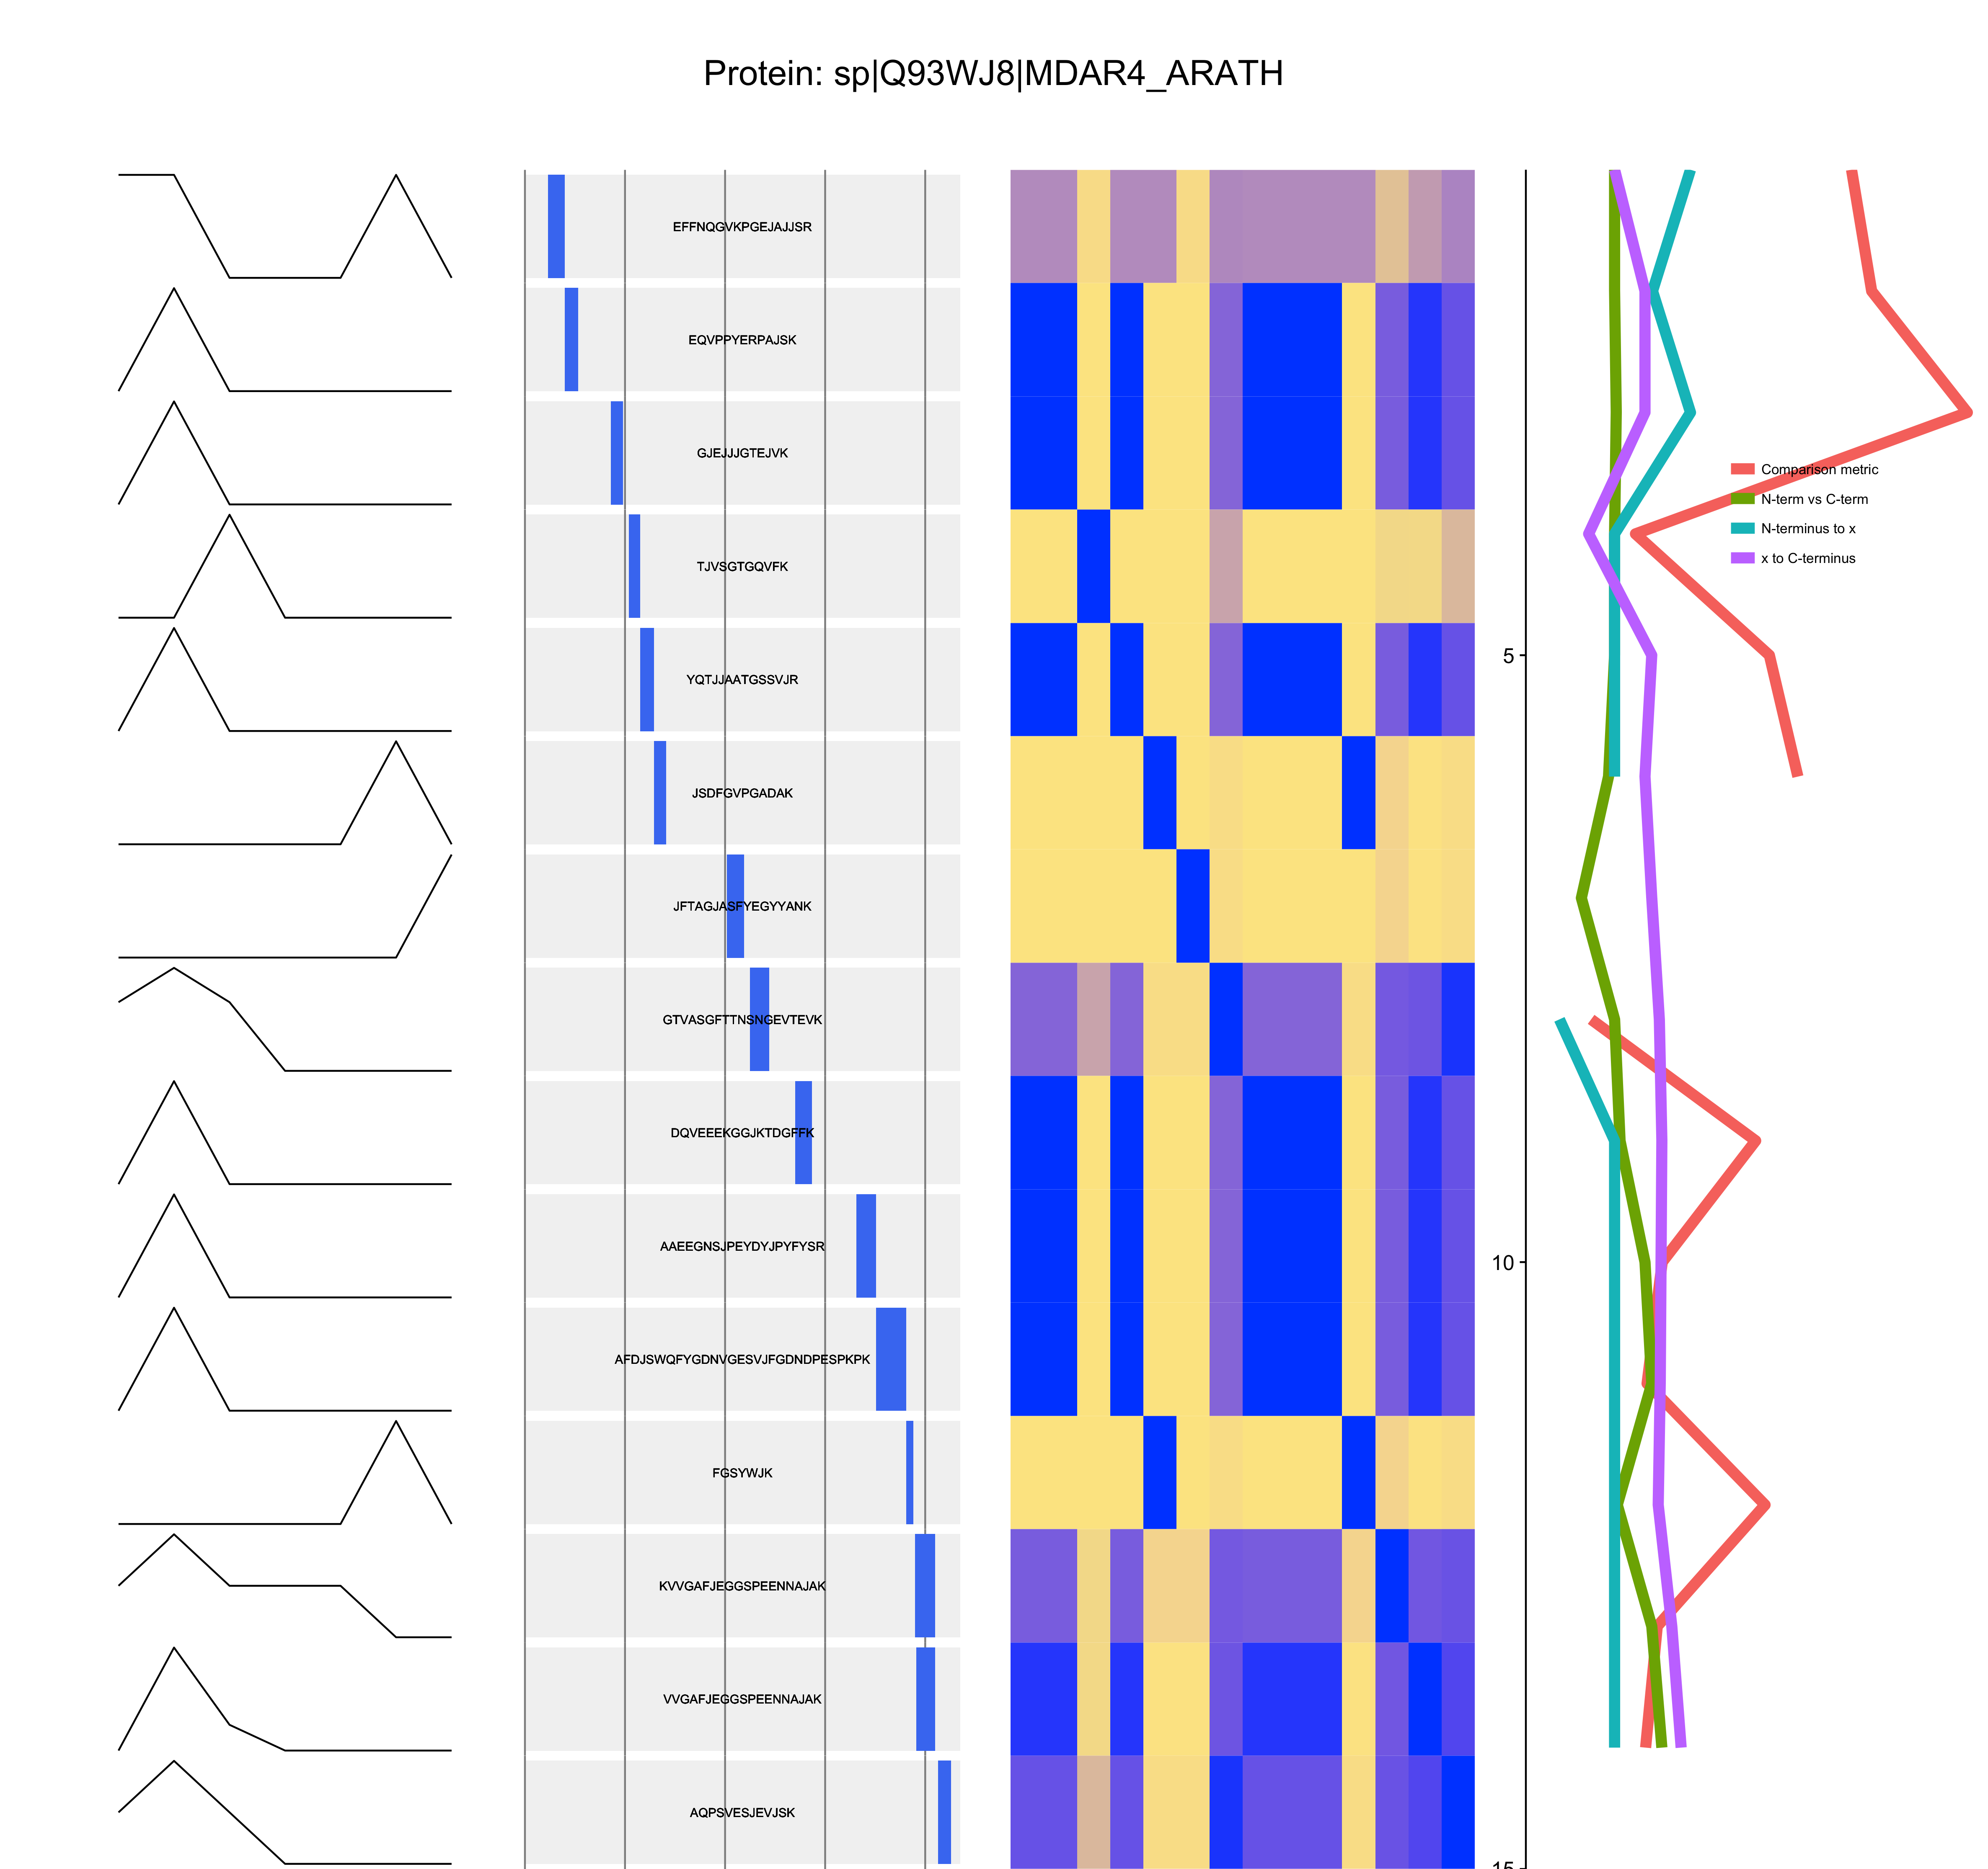 Protein: sp|Q93WJ8|MDAR4_ARATH
EFFNQGVKPGEJAJJSR
EQVPPYERPAJSK
GJEJJJGTEJVK
Comparison metric
N-term vs C-term
N-terminus to x
x to C-terminus
TJVSGTGQVFK
5
YQTJJAATGSSVJR
JSDFGVPGADAK
JFTAGJASFYEGYYANK
GTVASGFTTNSNGEVTEVK
DQVEEEKGGJKTDGFFK
10
AAEEGNSJPEYDYJPYFYSR
AFDJSWQFYGDNVGESVJFGDNDPESPKPK
FGSYWJK
KVVGAFJEGGSPEENNAJAK
VVGAFJEGGSPEENNAJAK
AQPSVESJEVJSK
15